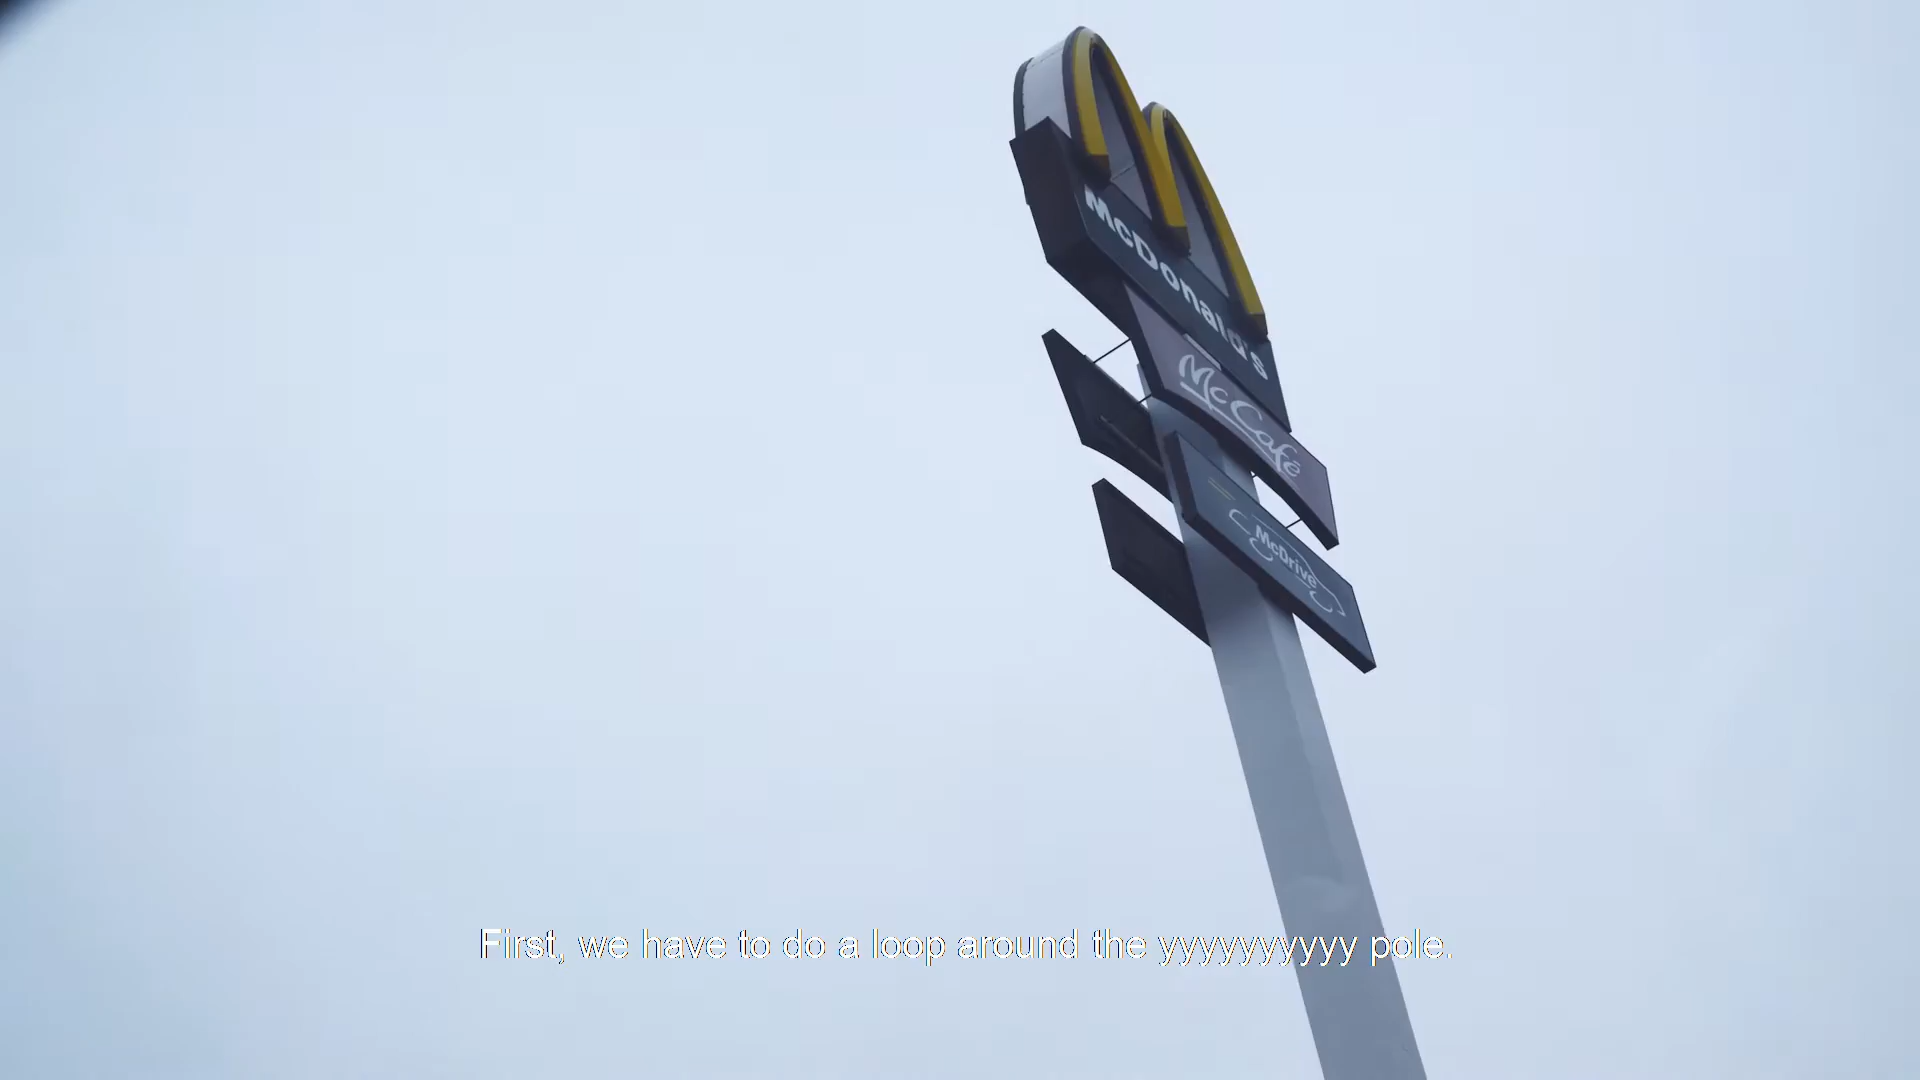 McDonald's
McCafé
McDrive
First, we have to do a loop around the yyyyyyyyyy pole.